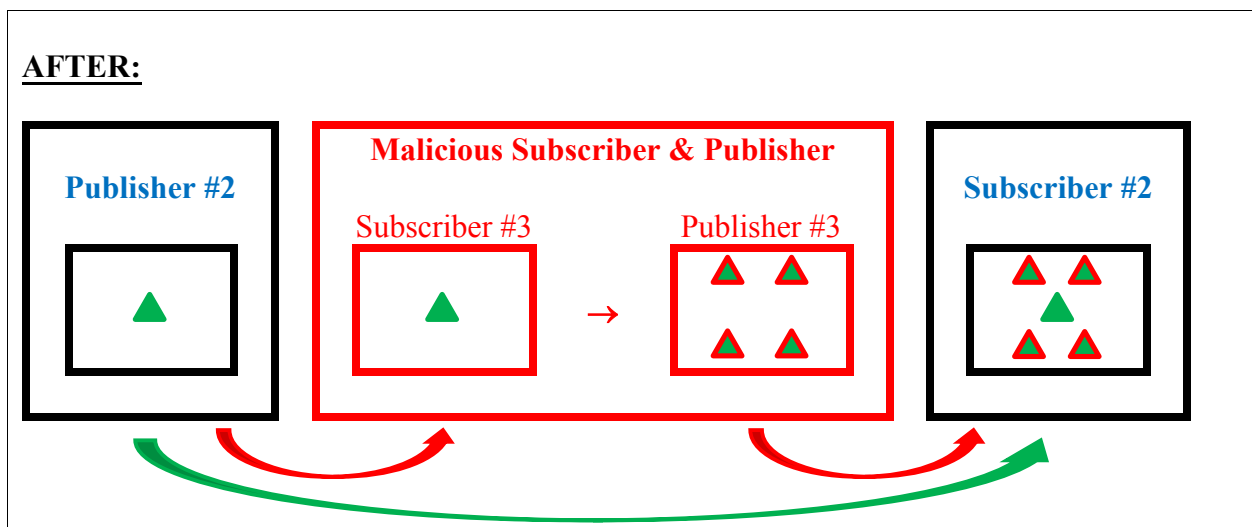 AFTER:
Malicious Subscriber & Publisher
Publisher #2
Subscriber #2
Subscriber #3
Publisher #3
→